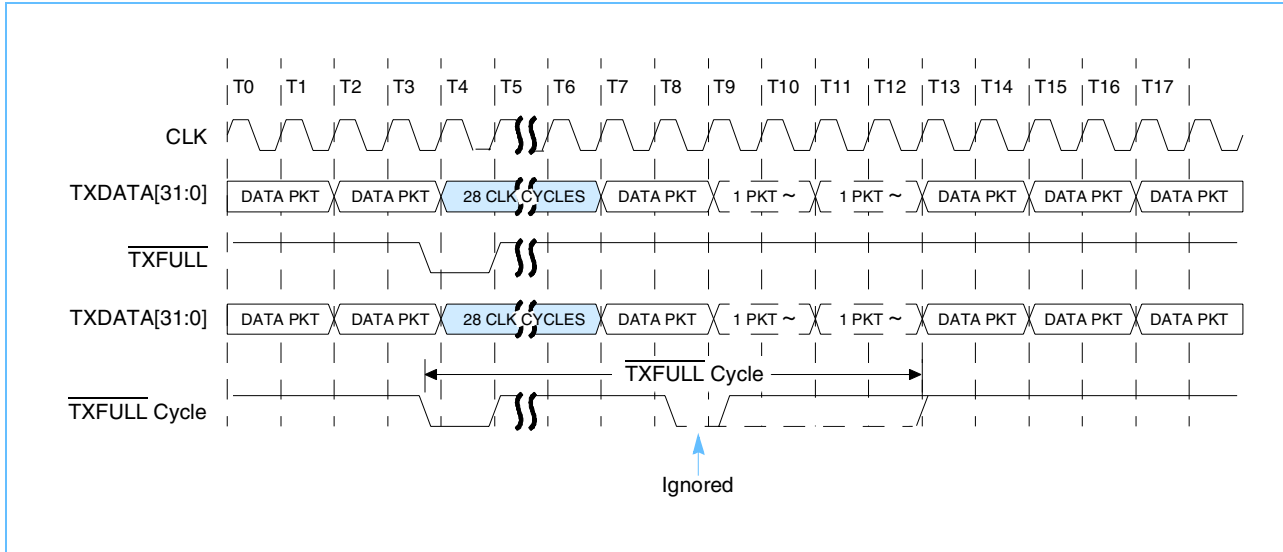 T0 T1 T2 T3 T4 T5 T6 T7 T8 T9 T10 T11 T12 T13 T14 T15 T16 T17
CLK
TXDATA[31:0] DATA PKT DATA PKT 28 CLK CYCLES DATA PKT 1 PKT ~ 1 PKT ~ DATA PKT DATA PKT DATA PKT
TXFULL
TXDATA[31:0] DATA PKT DATA PKT 28 CLK CYCLES DATA PKT 1 PKT ~ 1 PKT ~ DATA PKT DATA PKT DATA PKT
TXFULL Cycle
TXFULL Cycle
Ignored